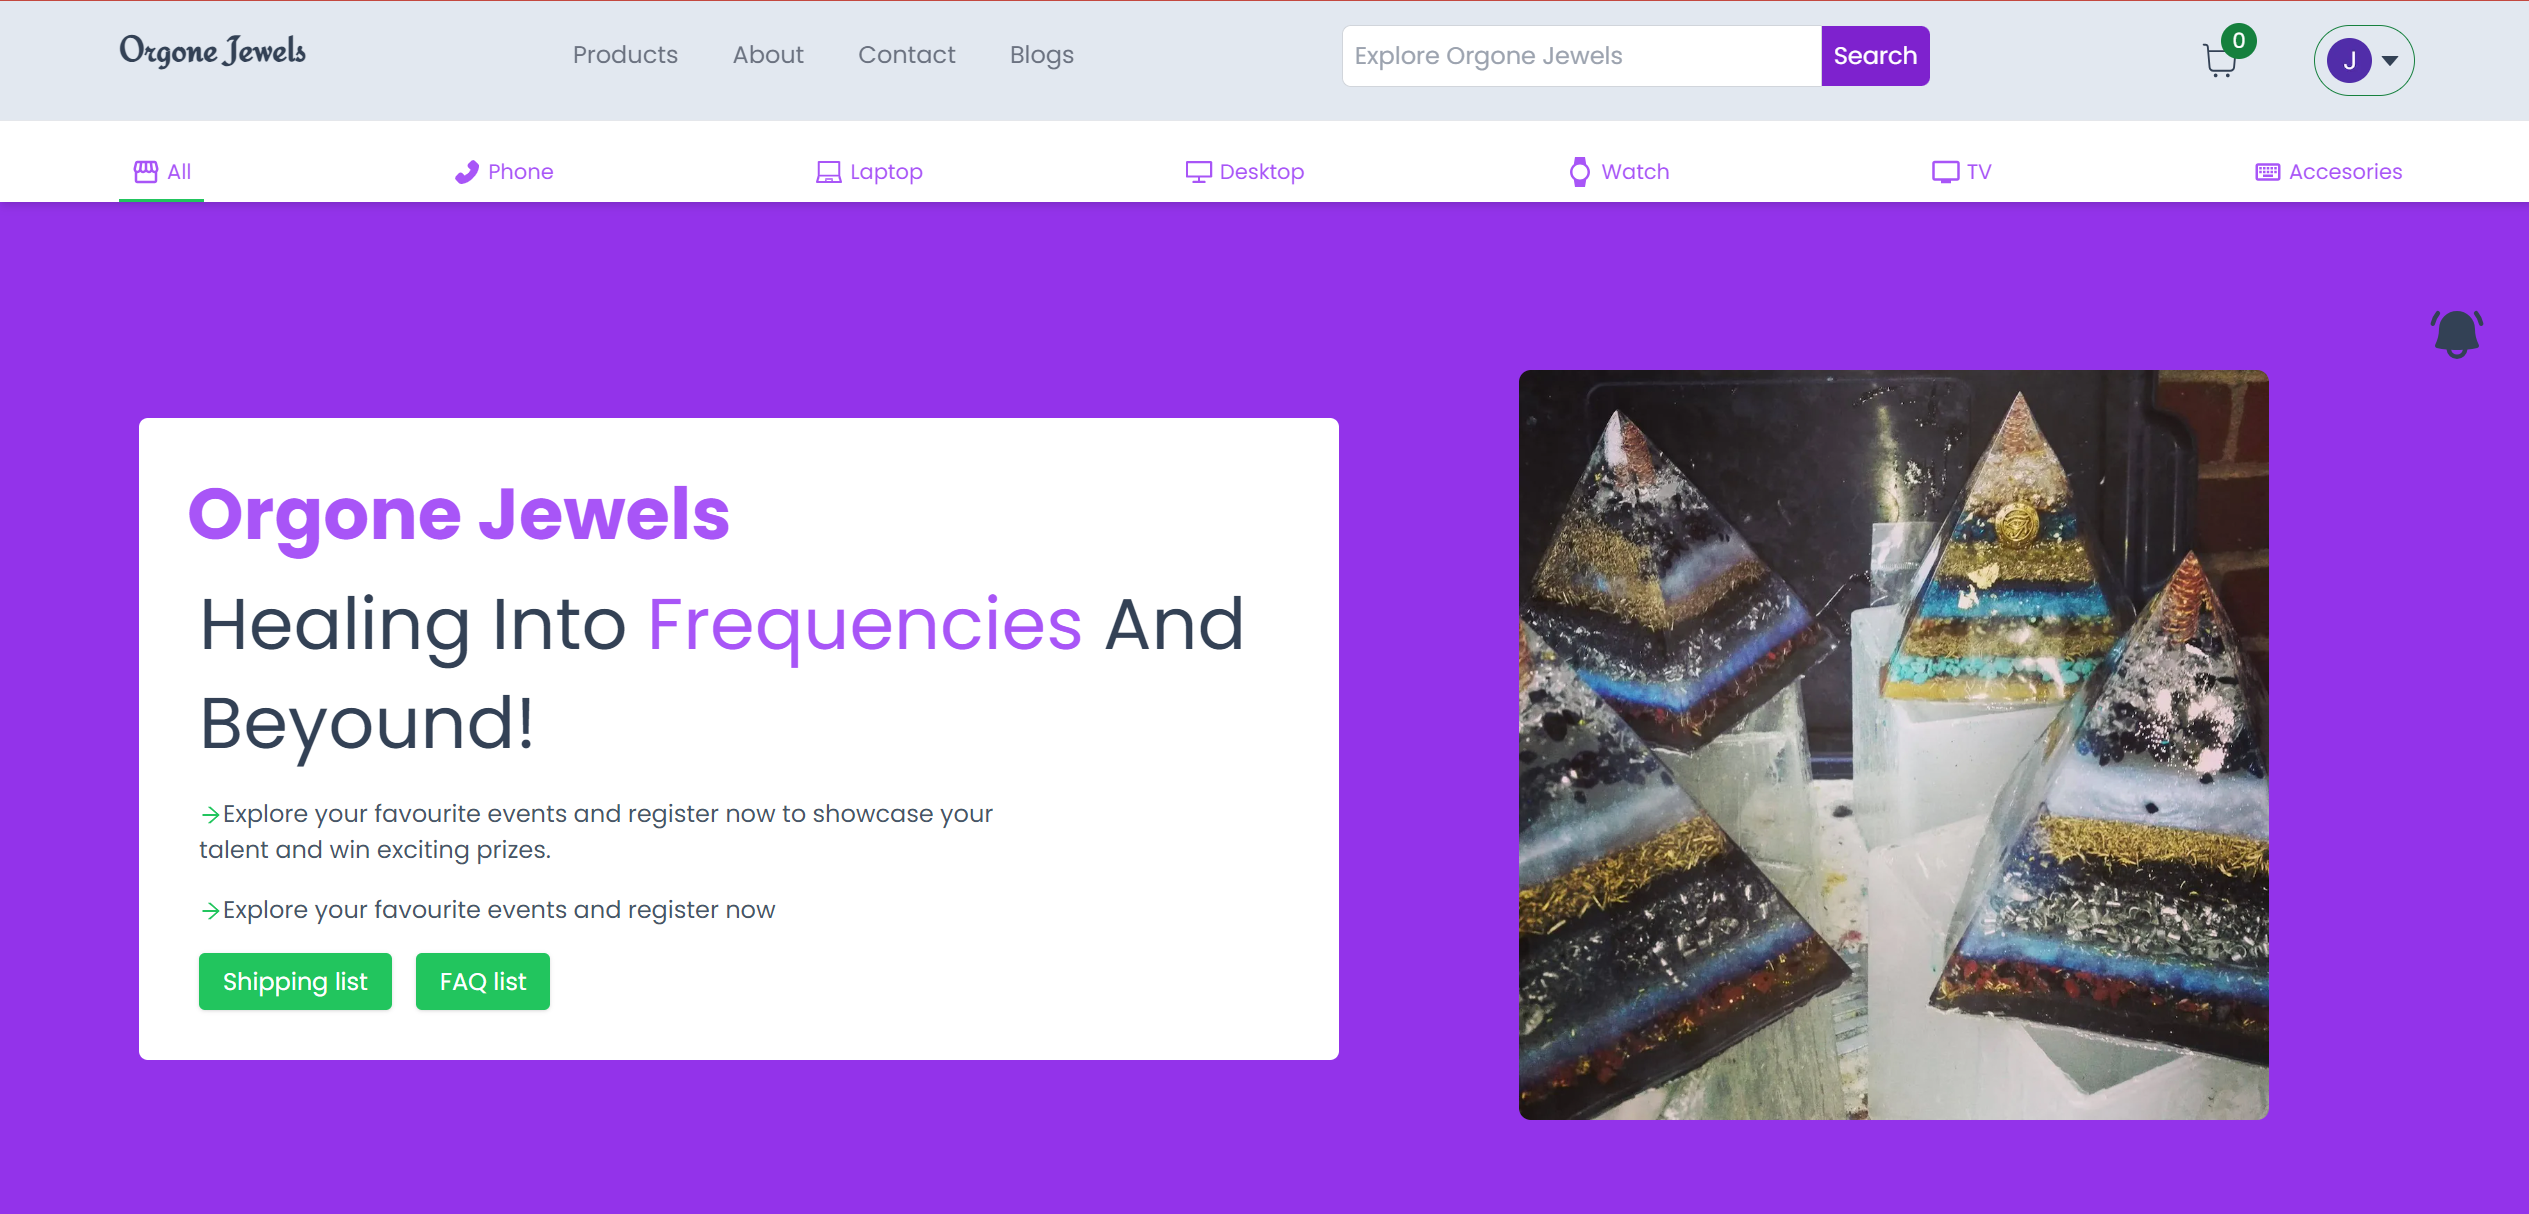 Orgone Jewels
Products About Contact Blogs
Explore Orgone Jewels Search
0
J
All Phone Laptop Desktop Watch TV Accesories
Orgone Jewels
Healing Into Frequencies And
Beyound!
→Explore your favourite events and register now to showcase your
talent and win exciting prizes.
→Explore your favourite events and register now
Shipping list FAQ list